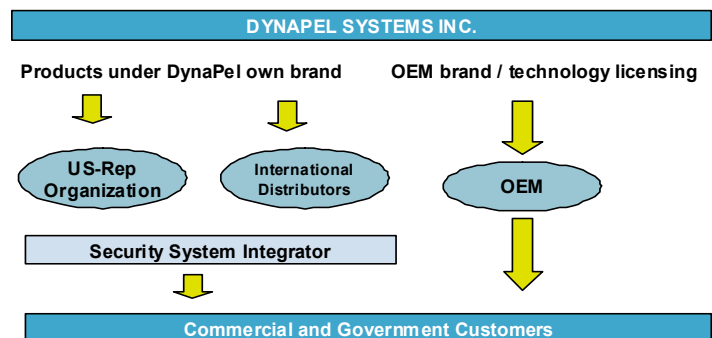 DYNAPEL SYSTEMS INC.
Products under DynaPel own brand
OEM brand / technology licensing
US-Rep
Organization
International
Distributors
OEM
Security System Integrator
Commercial and Government Customers